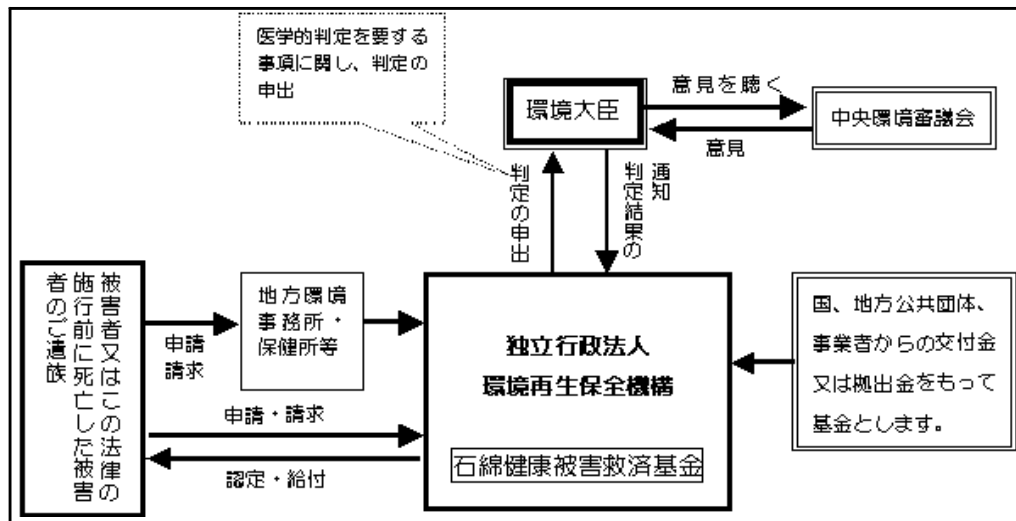 医学的判定を要する
事項に関し、判定の
申出
環境大臣
意見を聴く
意見
中央環境審議会
判定の申出
通知
判定結果の
被害者又はこの法律の
施行前に死亡した被害
者のご遺族
申請
請求
地方環境
事務所・
保健所等
独立行政法人
環境再生保全機構
石綿健康被害救済基金
国、地方公共団体、
事業者からの交付金
又は拠出金をもって
基金とします。
申請・請求
認定・給付